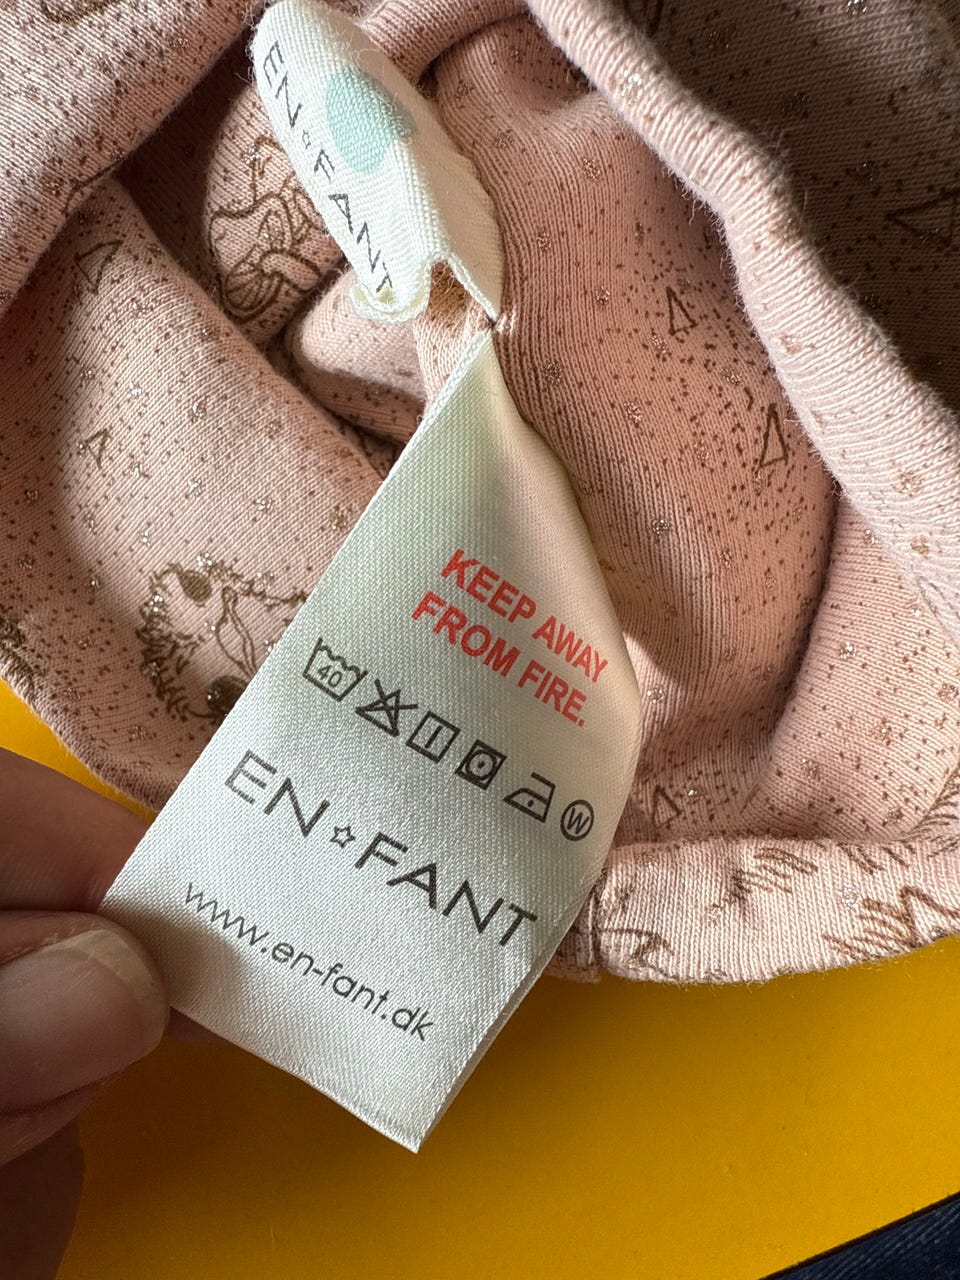 EN☆FANT
KEEP AWAY
FROM FIRE.
40
W
EN☆FANT
www.en-fant.dk